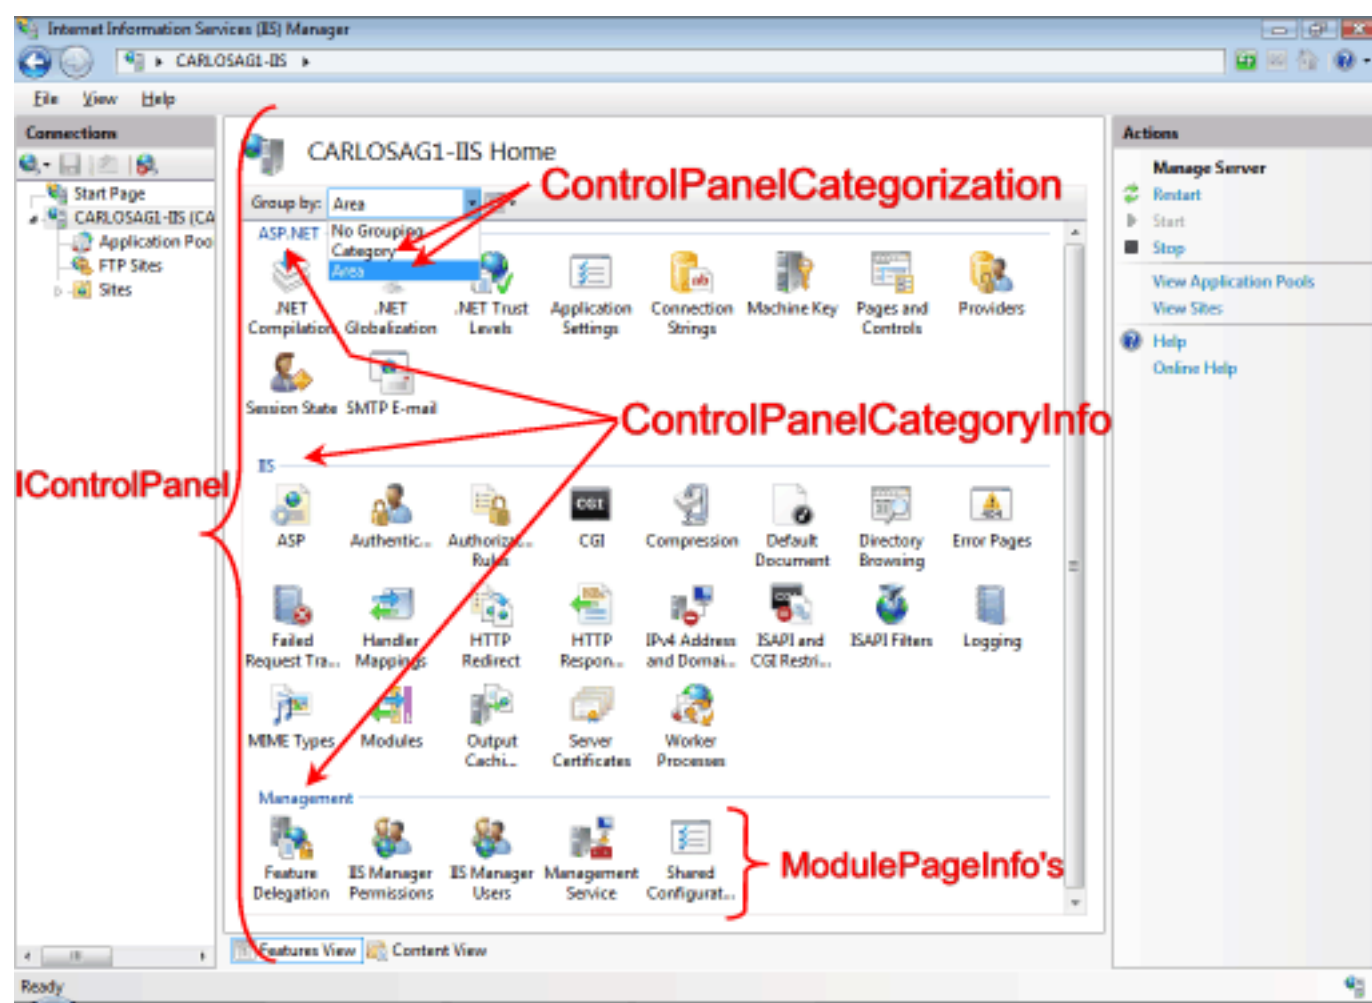 Internet Information Services (IIS) Manager
CARLOSAG1-IIS
File View Help
Connections
Start Page
CARLOSAG1-IIS (CA
Application Poo
FTP Sites
Sites
IControlPanel
CARLOSAG1-IIS Home
ControlPanelCategorization
Group by: Area
No Grouping
Category
Area
ASP.NET
.NET Compilation
.NET Globalization
.NET Trust Levels
Application Settings
Connection Strings
Machine Key
Pages and Controls
Providers
Session State
SMTP E-mail
ControlPanelCategoryInfo
IIS
ASP
Authentic...
Authorizat... Rules
CGI
Compression
Default Document
Directory Browsing
Error Pages
Failed Request Tra...
Handler Mappings
HTTP Redirect
HTTP Respon...
IPv4 Address and Domai...
ISAPI and CGI Restri...
ISAPI Filters
Logging
MIME Types
Modules
Output Cachi...
Server Certificates
Worker Processes
Management
Feature Delegation
IIS Manager Permissions
IIS Manager Users
Management Service
Shared Configurat...
ModulePageInfo's
Features View
Content View
Actions
Manage Server
Restart
Start
Stop
View Application Pools
View Sites
Help
Online Help
Ready